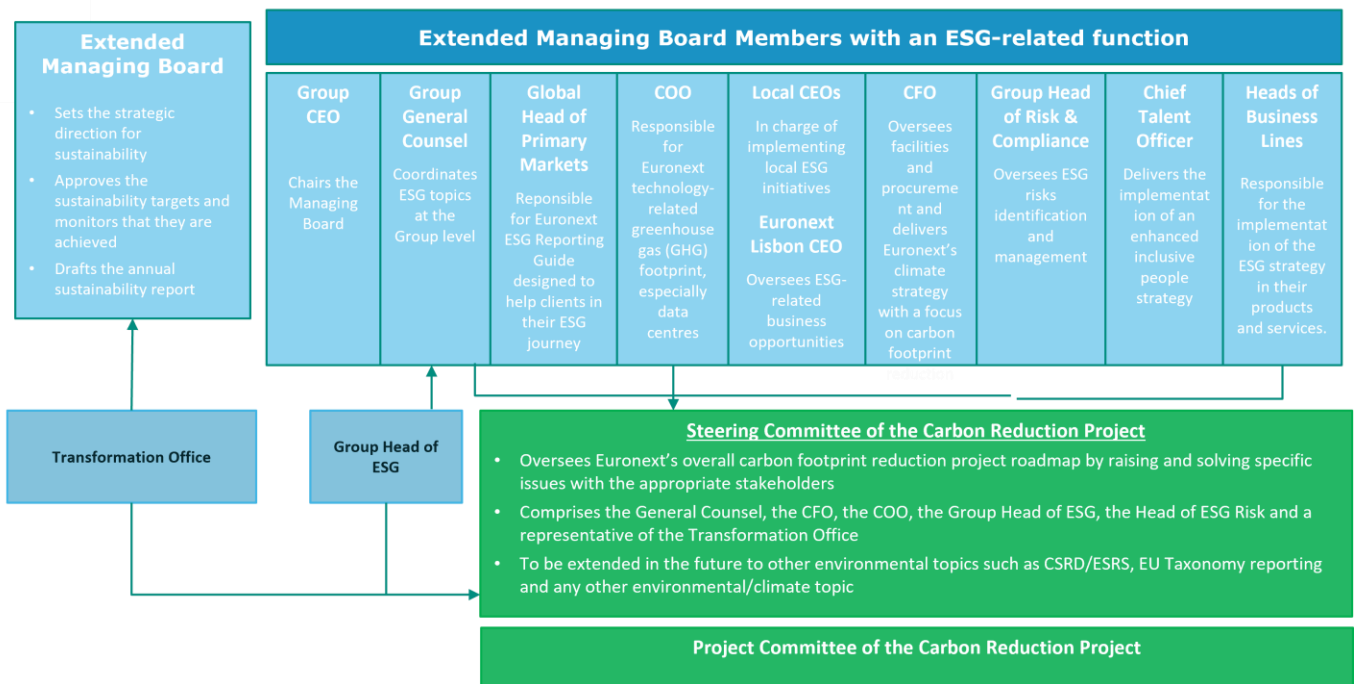 Extended
Managing Board
• Sets the strategic
direction for
sustainability
• Approves the
sustainability targets and
monitors that they are
achieved
• Drafts the annual
sustainability report
Extended Managing Board Members with an ESG-related function
Group
CEO
Chairs the
Managing
Board
Group
General
Counsel
Coordinates
ESG topics
at the
Group level
Global
Head of
Primary
Markets
Reponsible
for Euronext
ESG Reporting
Guide
designed to
help clients in
their ESG
journey
COO
Responsible
for Euronext
technology-
related
greenhouse
gas (GHG)
footprint,
especially
data
centres
Local CEOs
In charge of
implementing
local ESG
initiatives
Euronext
Lisbon CEO
Oversees ESG-
related
business
opportunities
CFO
Oversees
facilities
and
procureme
nt and
delivers
Euronext’s
climate
strategy
with a focus
on carbon
footprint
reduction
Group Head
of Risk &
Compliance
Oversees ESG
risks
identification
and
management
Chief
Talent
Officer
Delivers the
implementat
ion of an
enhanced
inclusive
people
strategy
Heads of
Business
Lines
Responsible
for the
implementat
ion of the
ESG strategy
in their
products
and services.
Transformation Office
Group Head of
ESG
Steering Committee of the Carbon Reduction Project
• Oversees Euronext’s overall carbon footprint reduction project roadmap by raising and solving specific
issues with the appropriate stakeholders
• Comprises the General Counsel, the CFO, the COO, the Group Head of ESG, the Head of ESG Risk and a
representative of the Transformation Office
• To be extended in the future to other environmental topics such as CSRD/ESRS, EU Taxonomy reporting
and any other environmental/climate topic
Project Committee of the Carbon Reduction Project